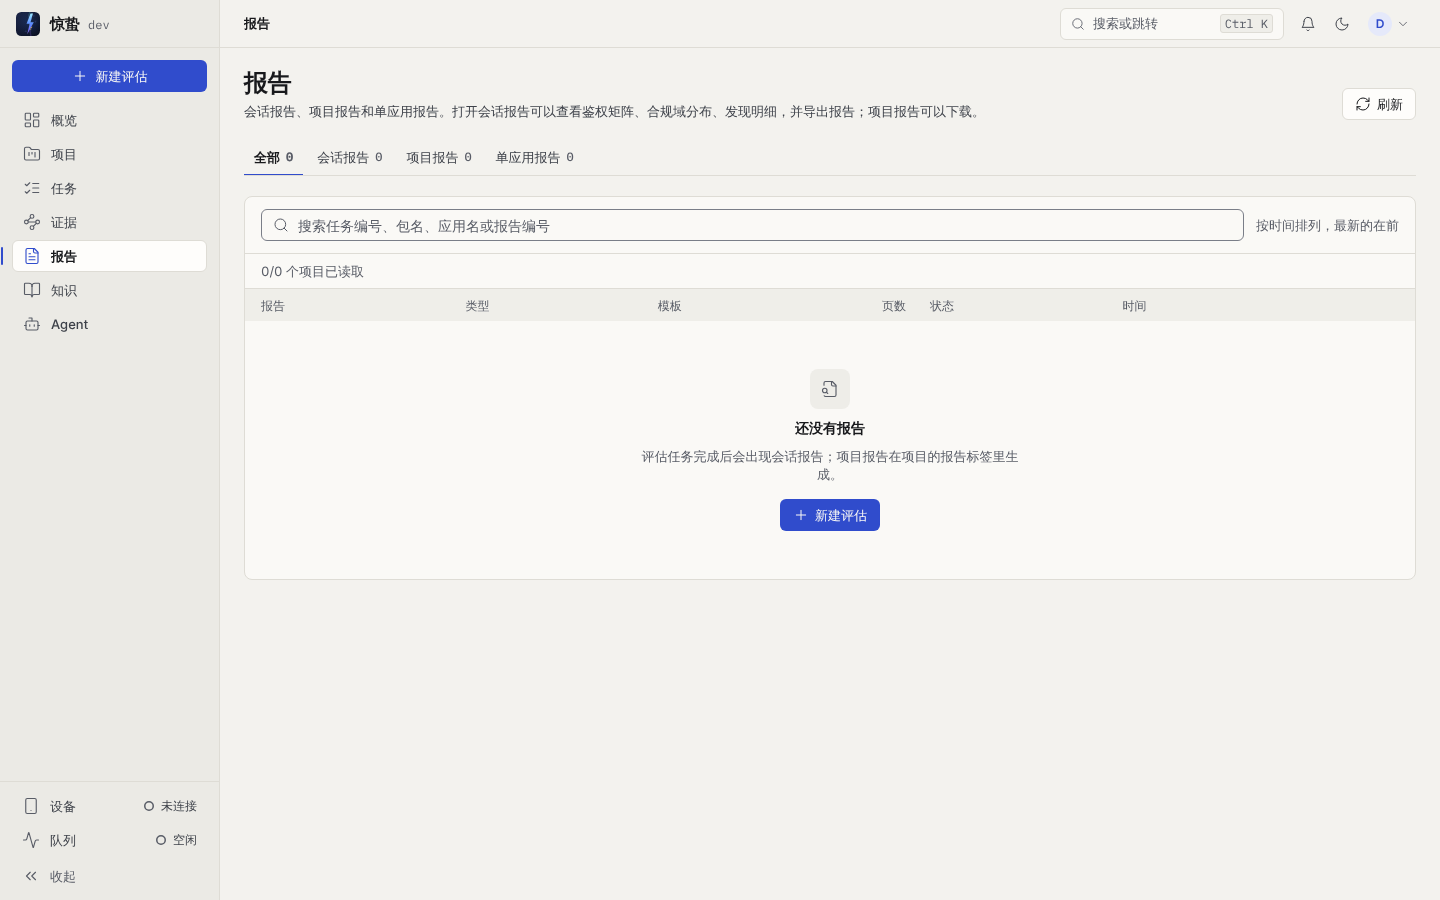 惊蛰 dev
报告
搜索或跳转 Ctrl K
D
新建评估
概览
项目
任务
证据
报告
知识
Agent
设备 未连接
队列 空闲
收起
报告
会话报告、项目报告和单应用报告。打开会话报告可以查看鉴权矩阵、合规域分布、发现明细，并导出报告；项目报告可以下载。
刷新
全部 0 会话报告 0 项目报告 0 单应用报告 0
搜索任务编号、包名、应用名或报告编号
按时间排列，最新的在前
0/0 个项目已读取
报告 类型 模板 页数 状态 时间
还没有报告
评估任务完成后会出现会话报告；项目报告在项目的报告标签里生
成。
新建评估